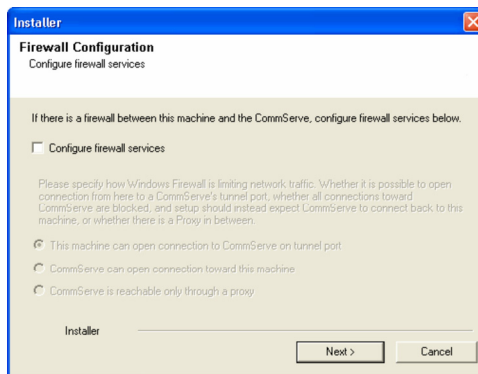 Installer
Firewall Configuration
Configure firewall services
If there is a firewall between this machine and the CommServe, configure firewall services below.
Configure firewall services
Please specify how Windows Firewall is limiting network traffic. Whether it is possible to open
connection from here to a CommServe's tunnel port, whether all connections toward
CommServe are blocked, and setup should instead expect CommServe to connect back to this
machine, or whether there is a Proxy in between.
This machine can open connection to CommServe on tunnel port
CommServe can open connection toward this machine
CommServe is reachable only through a proxy
Installer
Next >
Cancel